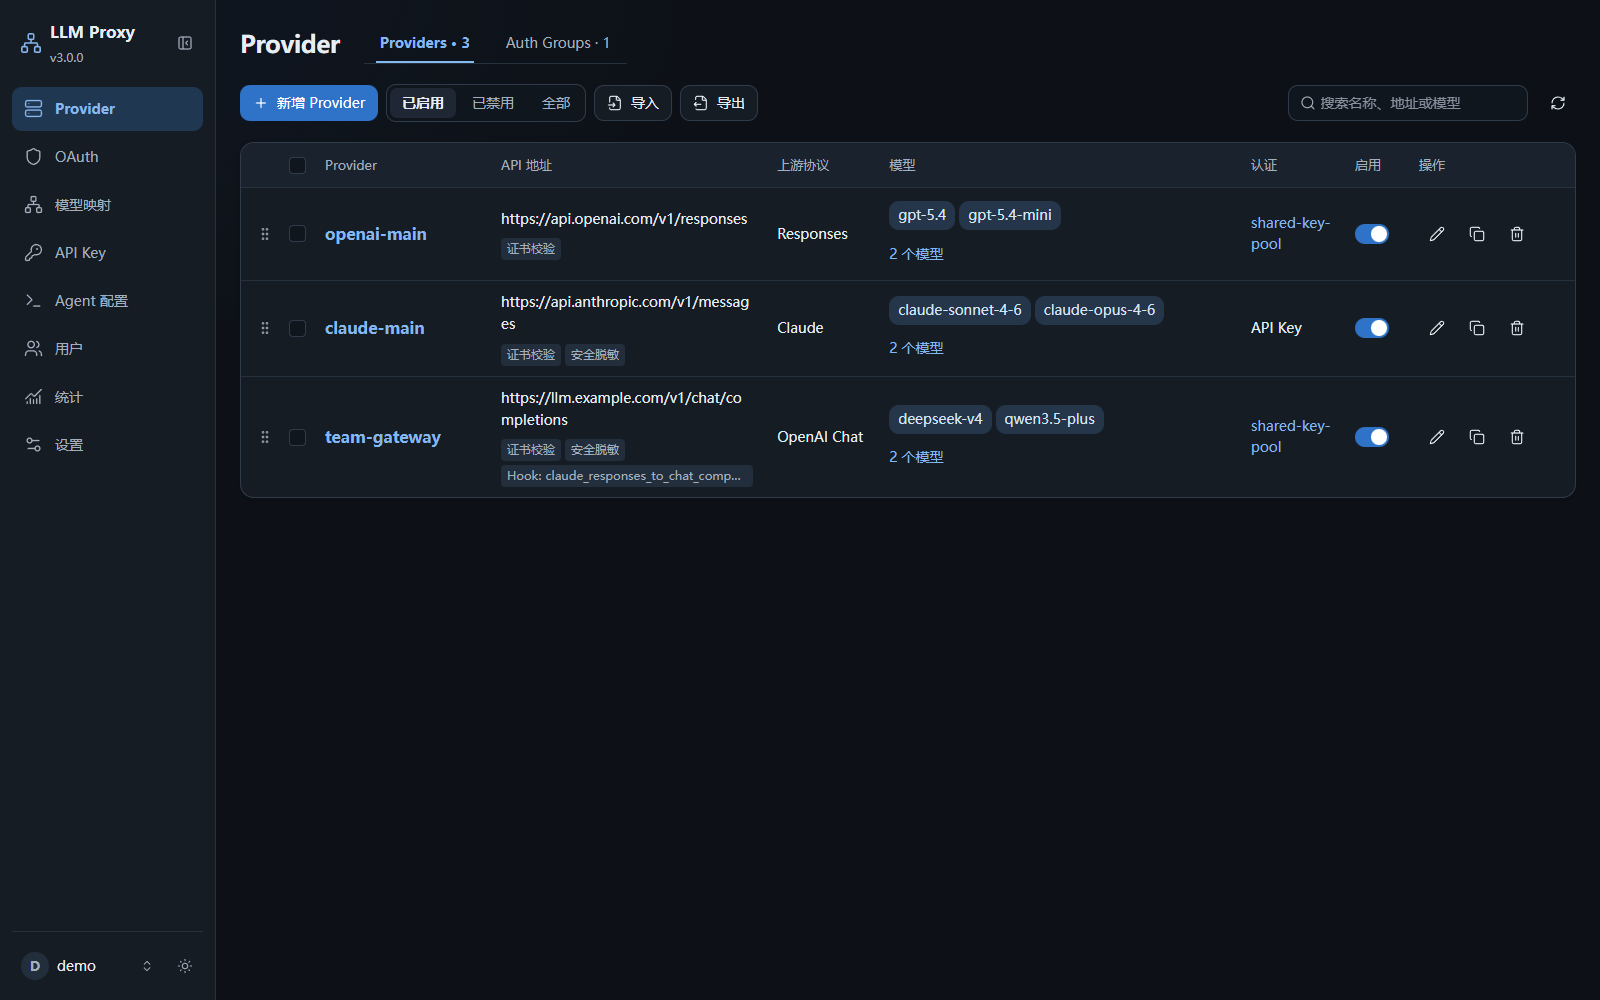 LLM Proxy
v3.0.0
Provider
OAuth
模型映射
API Key
Agent 配置
用户
统计
设置
D
demo
Provider
Providers • 3
Auth Groups · 1
新增 Provider
已启用
已禁用
全部
导入
导出
搜索名称、地址或模型
Provider
API 地址
上游协议
模型
认证
启用
操作
openai-main
https://api.openai.com/v1/responses
证书校验
Responses
gpt-5.4
gpt-5.4-mini
2 个模型
shared-key-
pool
claude-main
https://api.anthropic.com/v1/messag
es
证书校验
安全脱敏
Claude
claude-sonnet-4-6
claude-opus-4-6
2 个模型
API Key
team-gateway
https://llm.example.com/v1/chat/co
mpletions
证书校验
安全脱敏
Hook: claude_responses_to_chat_comp...
OpenAI Chat
deepseek-v4
qwen3.5-plus
2 个模型
shared-key-
pool